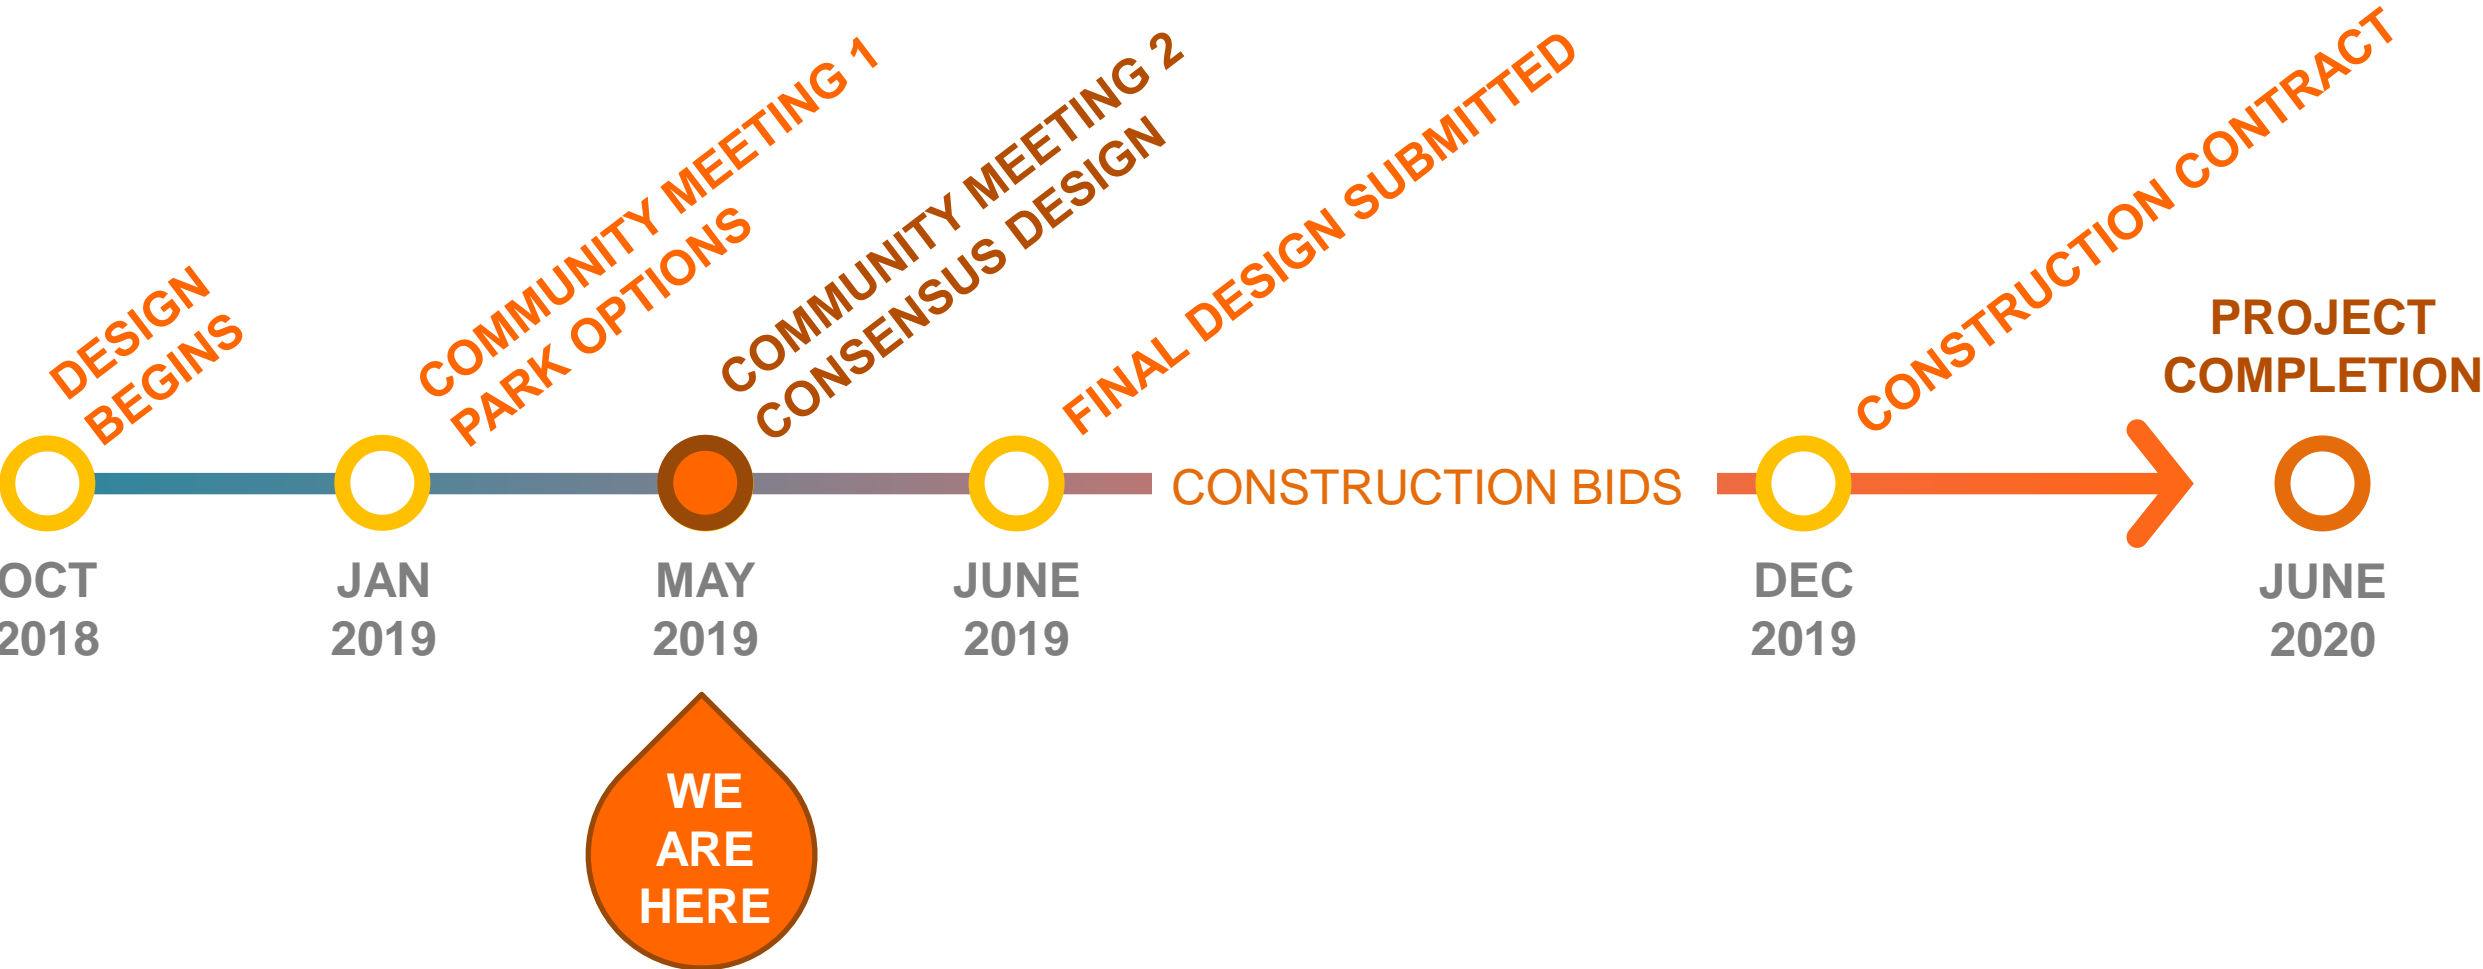 DESIGN
BEGINS
COMMUNITY MEETING 1
PARK OPTIONS
COMMUNITY MEETING 2
CONSENSUS DESIGN
FINAL DESIGN SUBMITTED
CONSTRUCTION CONTRACT
PROJECT
COMPLETION
CONSTRUCTION BIDS
OCT
2018
JAN
2019
MAY
2019
JUNE
2019
DEC
2019
JUNE
2020
WE
ARE
HERE